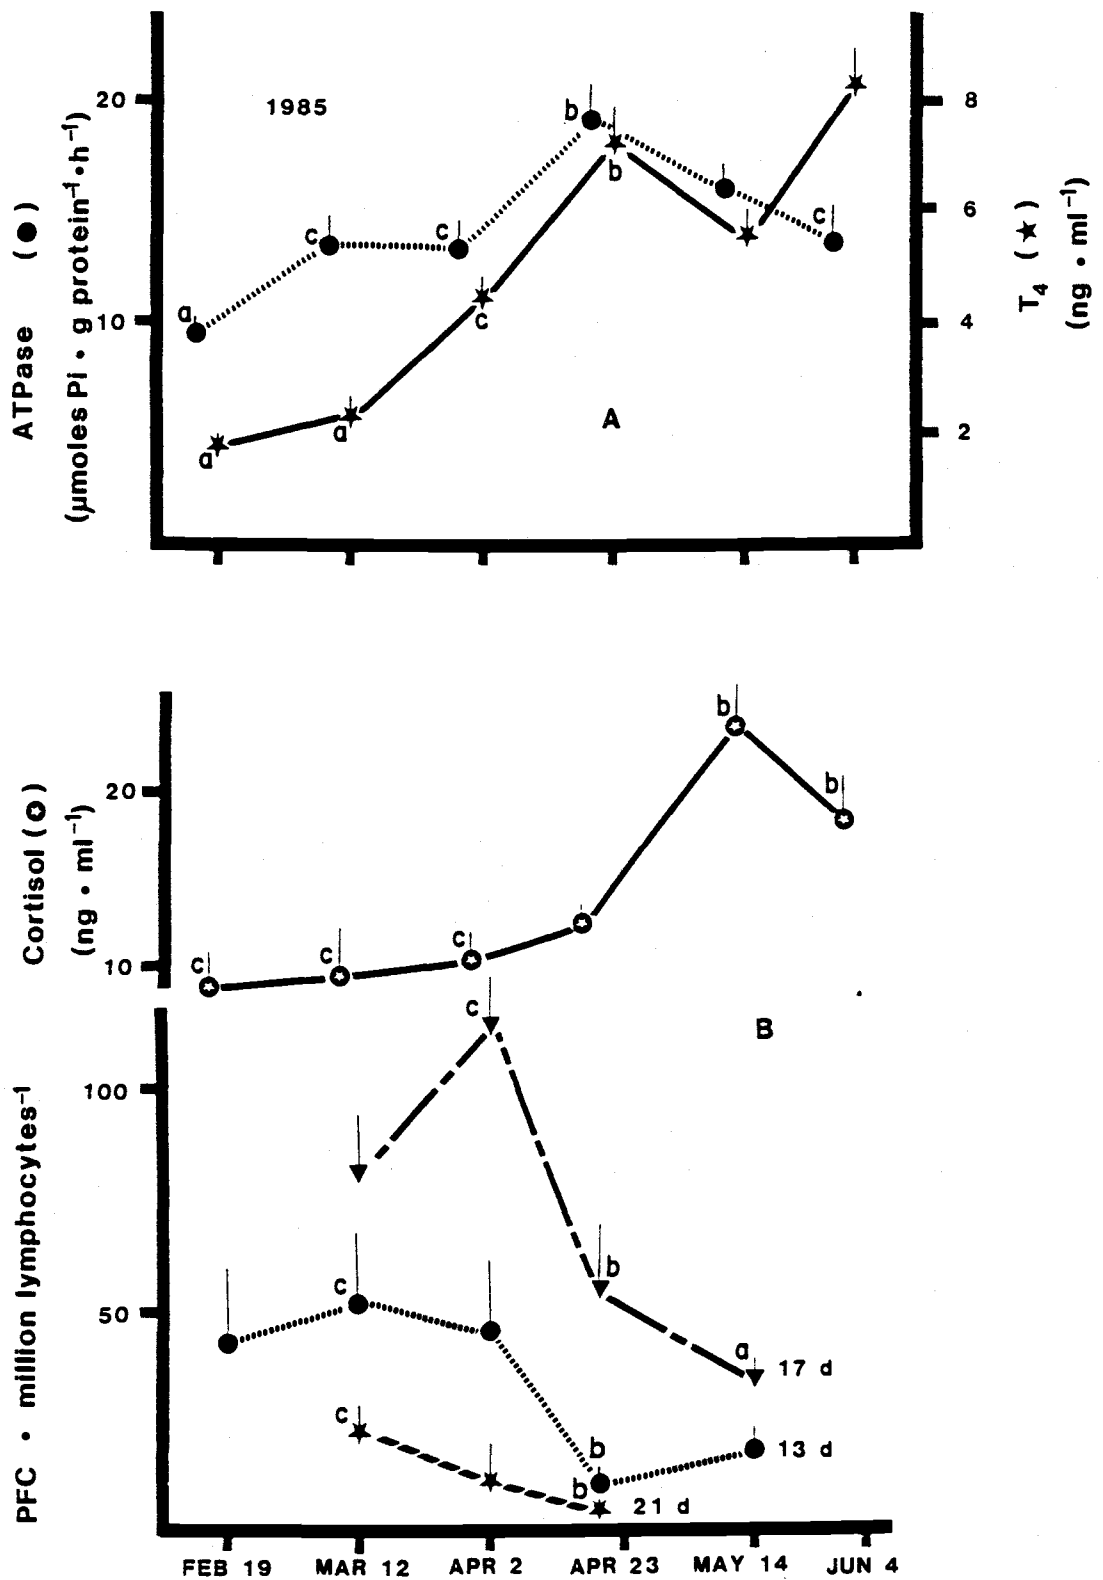 1985
ATPase (●)
(µmoles Pi • g protein⁻¹•h⁻¹)
20
10
T₄ (★)
(ng • ml⁻¹)
8
6
4
2
a
c
c
b
c
a
a
c
b
A
Cortisol (✪)
(ng • ml⁻¹)
20
10
c
c
c
b
b
B
PFC • million lymphocytes⁻¹
100
50
c
b
a
17 d
c
b
13 d
c
b
21 d
FEB 19 MAR 12 APR 2 APR 23 MAY 14 JUN 4